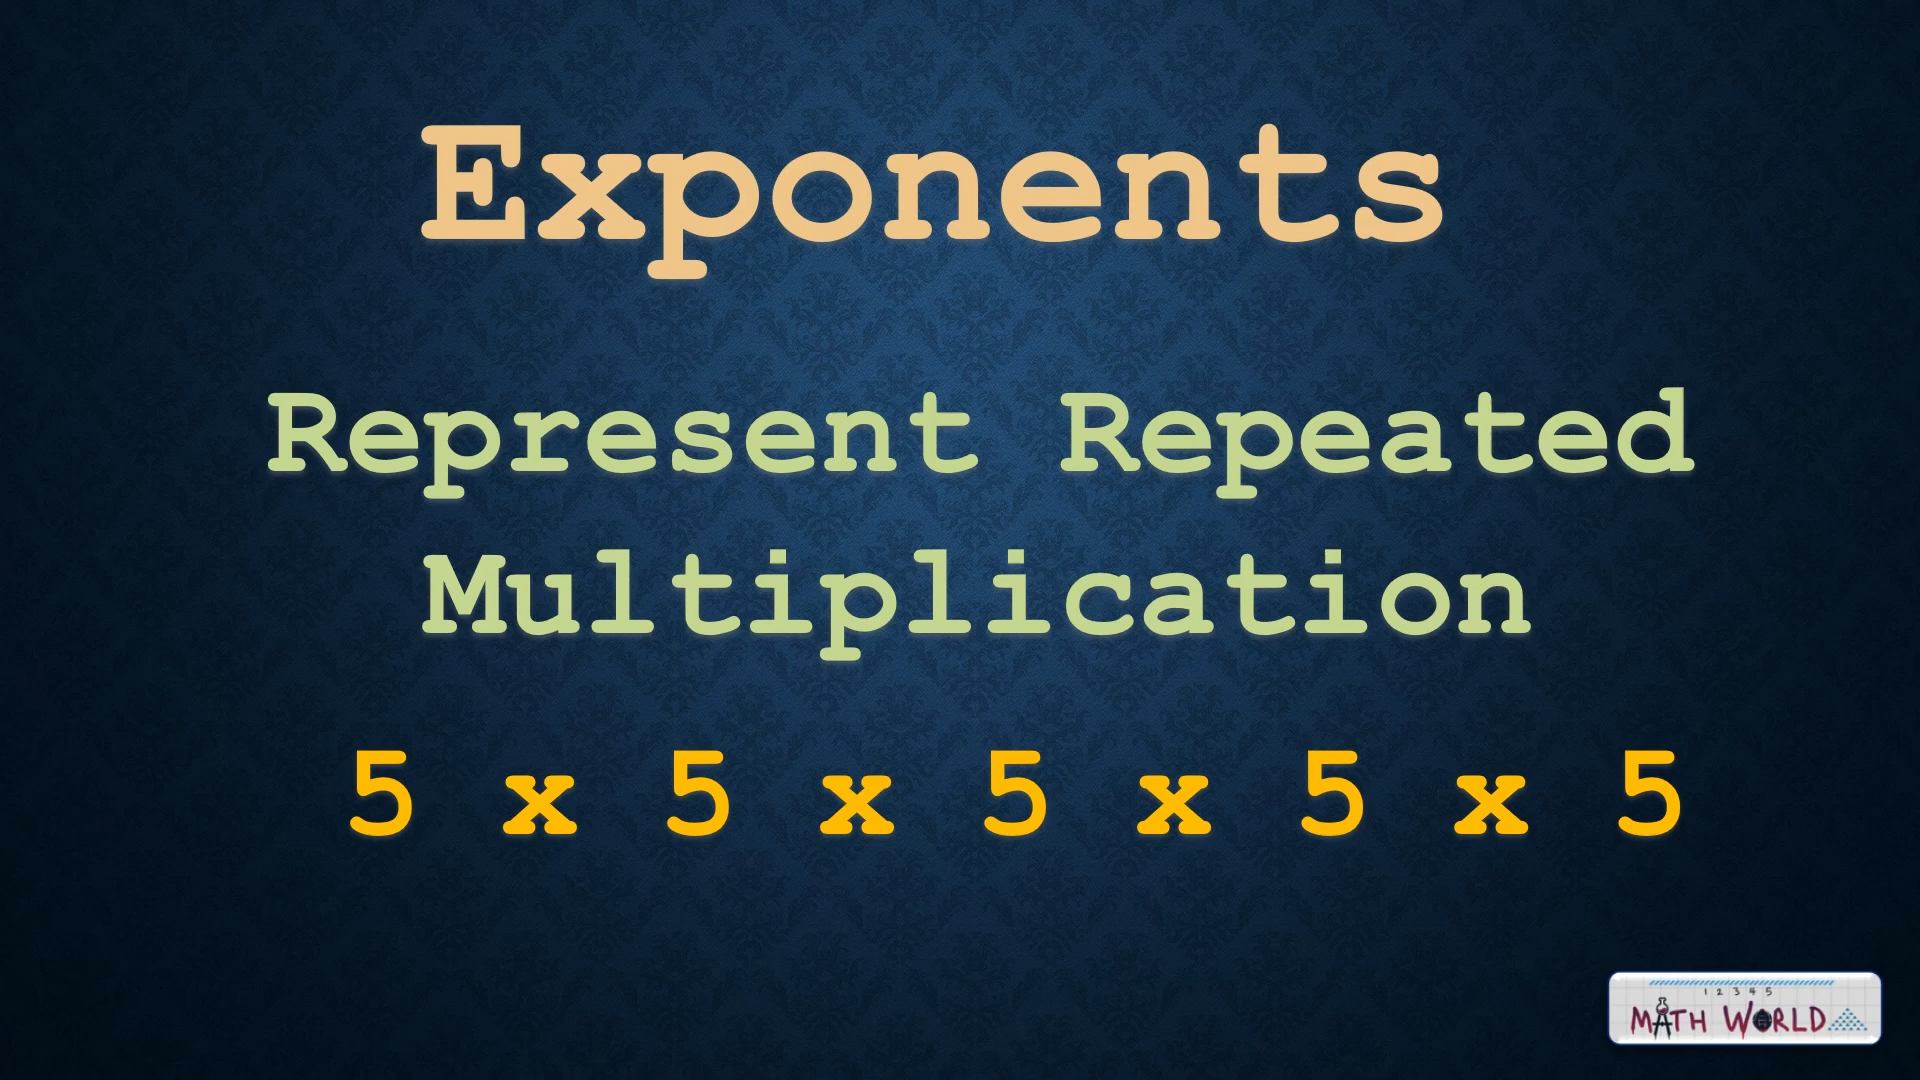 Exponents
Represent Repeated
Multiplication
5 x 5 x 5 x 5 x 5
1 2 3 4 5
MATH WORLD